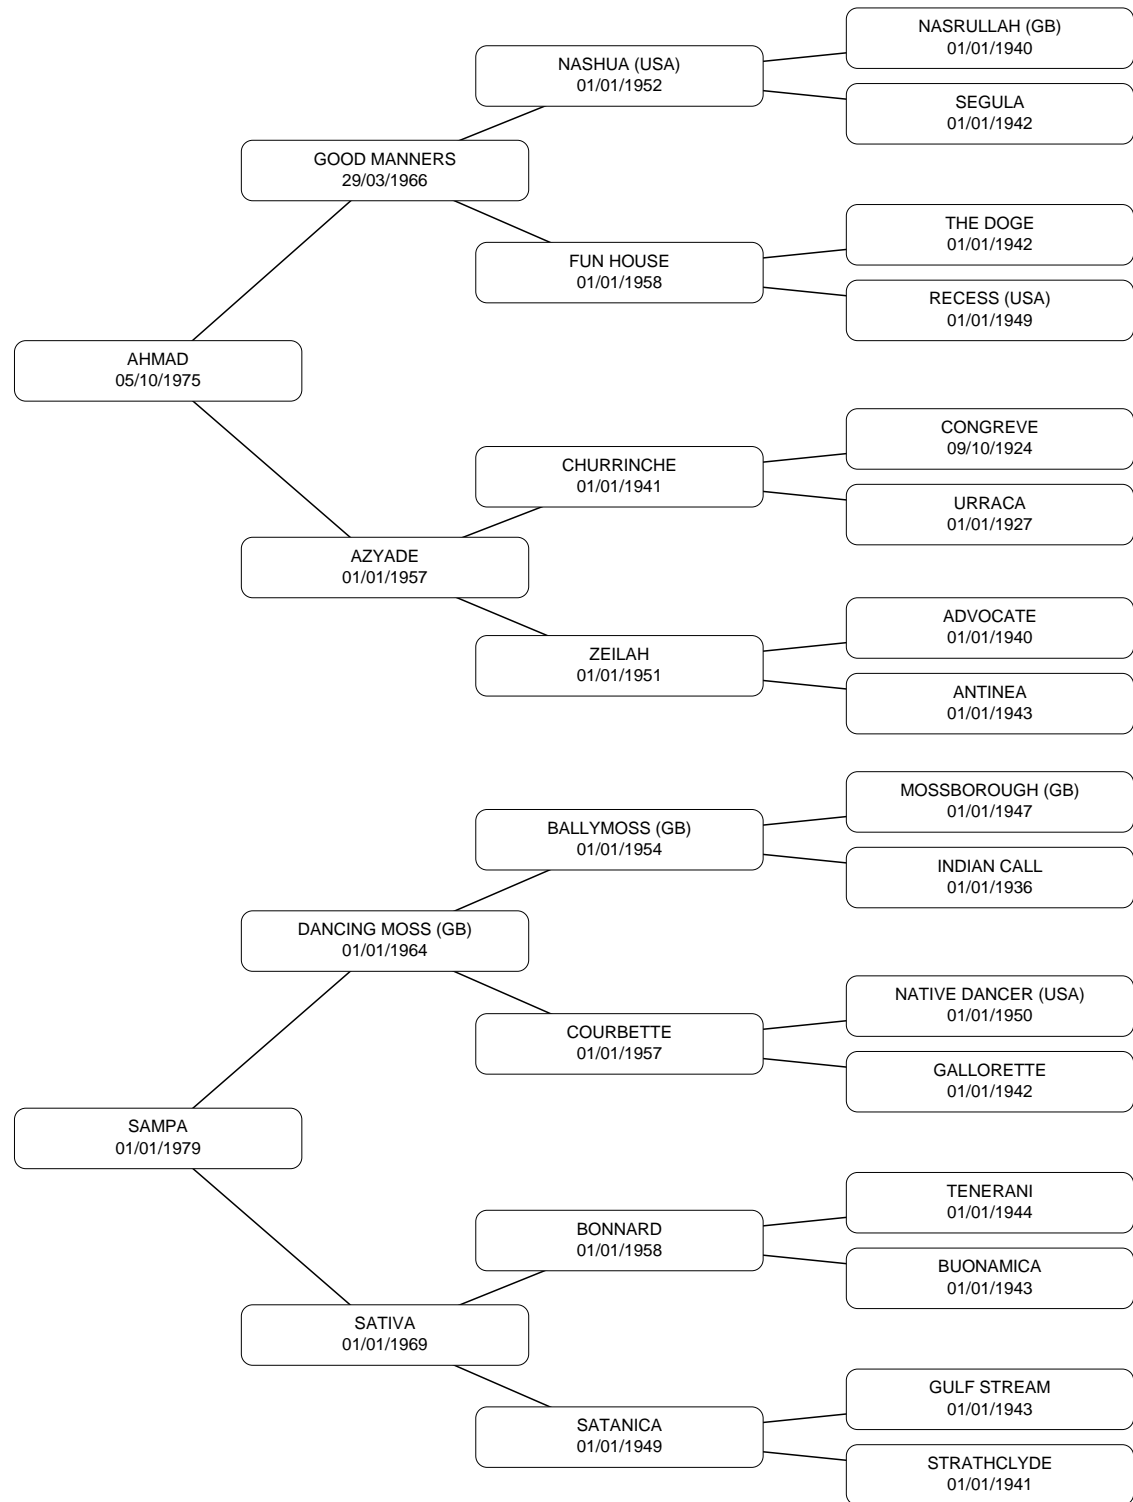 NASRULLAH (GB)
01/01/1940
NASHUA (USA)
01/01/1952
SEGULA
01/01/1942
GOOD MANNERS
29/03/1966
THE DOGE
01/01/1942
FUN HOUSE
01/01/1958
RECESS (USA)
01/01/1949
AHMAD
05/10/1975
CONGREVE
09/10/1924
CHURRINCHE
01/01/1941
URRACA
01/01/1927
AZYADE
01/01/1957
ADVOCATE
01/01/1940
ZEILAH
01/01/1951
ANTINEA
01/01/1943
MOSSBOROUGH (GB)
01/01/1947
BALLYMOSS (GB)
01/01/1954
INDIAN CALL
01/01/1936
DANCING MOSS (GB)
01/01/1964
NATIVE DANCER (USA)
01/01/1950
COURBETTE
01/01/1957
GALLORETTE
01/01/1942
SAMPA
01/01/1979
TENERANI
01/01/1944
BONNARD
01/01/1958
BUONAMICA
01/01/1943
SATIVA
01/01/1969
GULF STREAM
01/01/1943
SATANICA
01/01/1949
STRATHCLYDE
01/01/1941